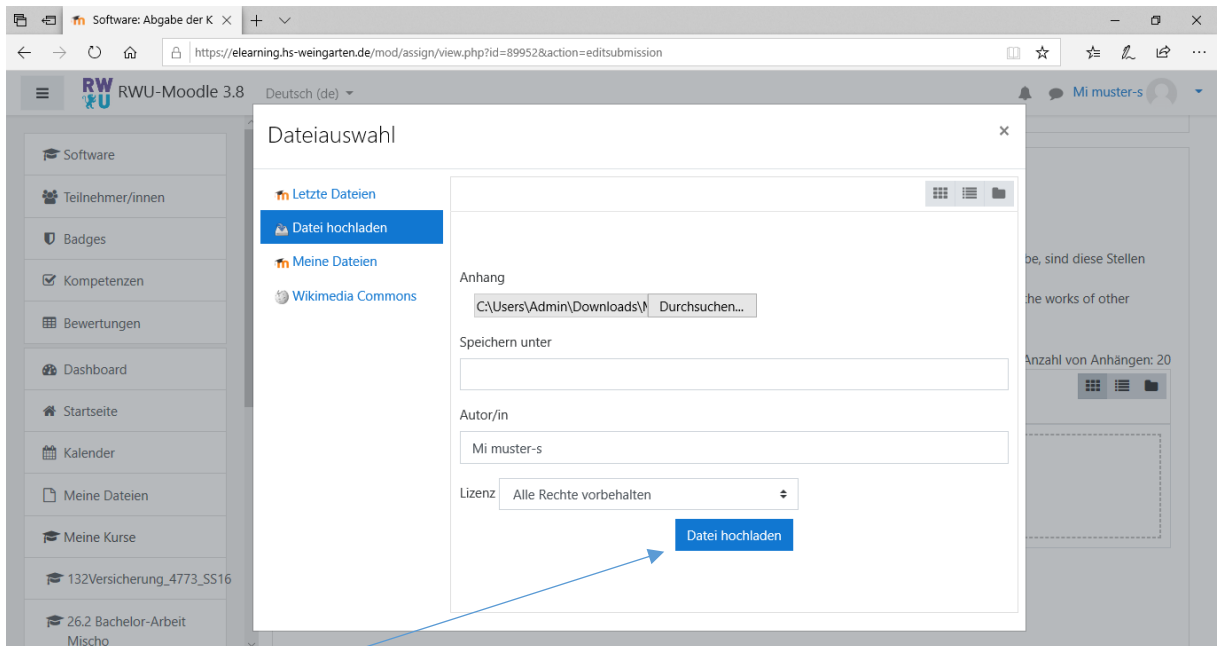 Software: Abgabe der K
https://elearning.hs-weingarten.de/mod/assign/view.php?id=89952&action=editsubmission
RW
U
RWU-Moodle 3.8
Deutsch (de)
Mi muster-s
Software
Teilnehmer/innen
Badges
Kompetenzen
Bewertungen
Dashboard
Startseite
Kalender
Meine Dateien
Meine Kurse
132Versicherung_4773_SS16
26.2 Bachelor-Arbeit
Mischo
Dateiauswahl
Letzte Dateien
Datei hochladen
Meine Dateien
Wikimedia Commons
Anhang
C:\Users\Admin\Downloads\M Durchsuchen...
Speichern unter
Autor/in
Mi muster-s
Lizenz Alle Rechte vorbehalten
Datei hochladen
be, sind diese Stellen
the works of other
Anzahl von Anhängen: 20